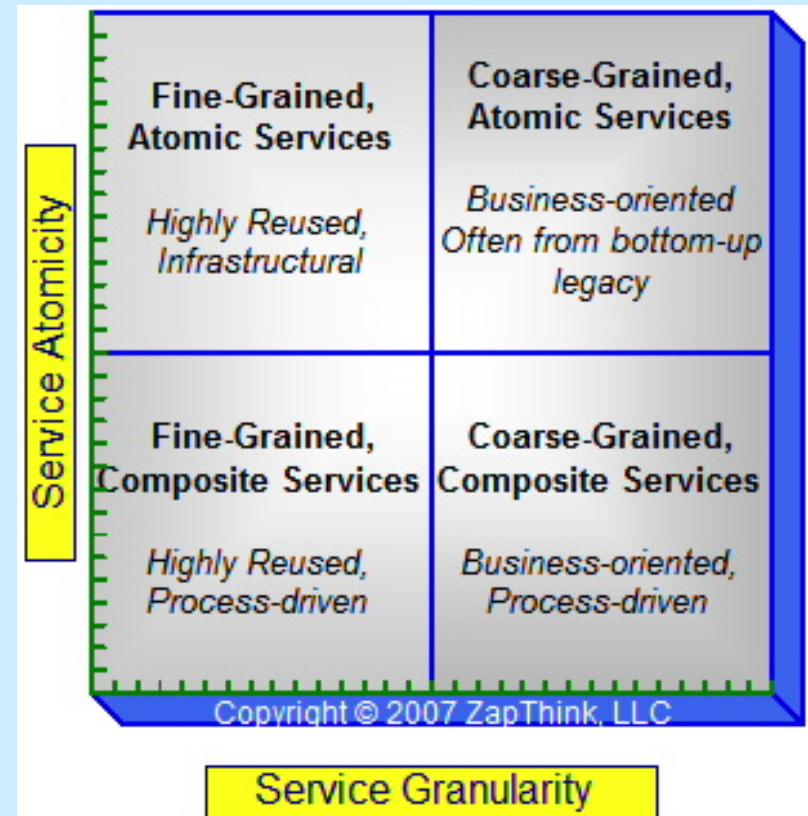 Service Atomicity
Fine-Grained,
Atomic Services
Highly Reused,
Infrastructural
Coarse-Grained,
Atomic Services
Business-oriented
Often from bottom-up
legacy
Fine-Grained,
Composite Services
Highly Reused,
Process-driven
Coarse-Grained,
Composite Services
Business-oriented,
Process-driven
Copyright © 2007 ZapThink, LLC
Service Granularity